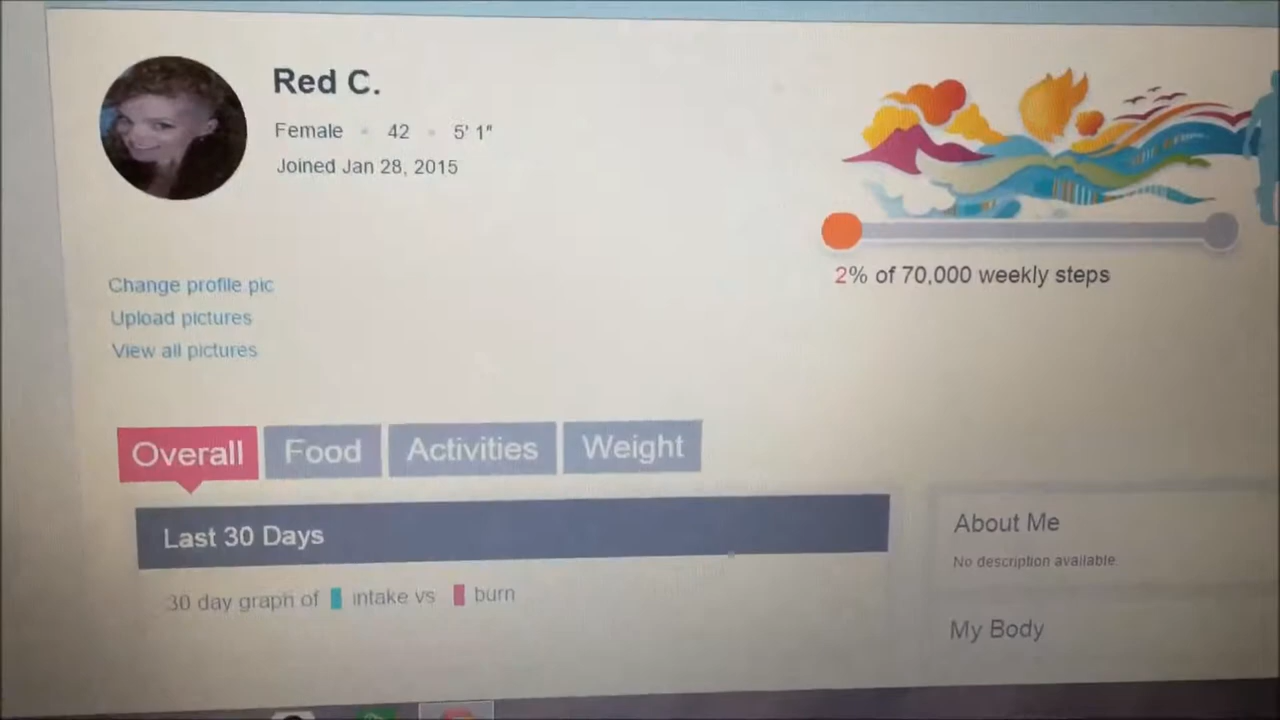 Red C.
Female • 42 • 5' 1"
Joined Jan 28, 2015
2% of 70,000 weekly steps
Change profile pic
Upload pictures
View all pictures
Overall Food Activities Weight
Last 30 Days
30 day graph of intake vs burn
About Me
No description available.
My Body